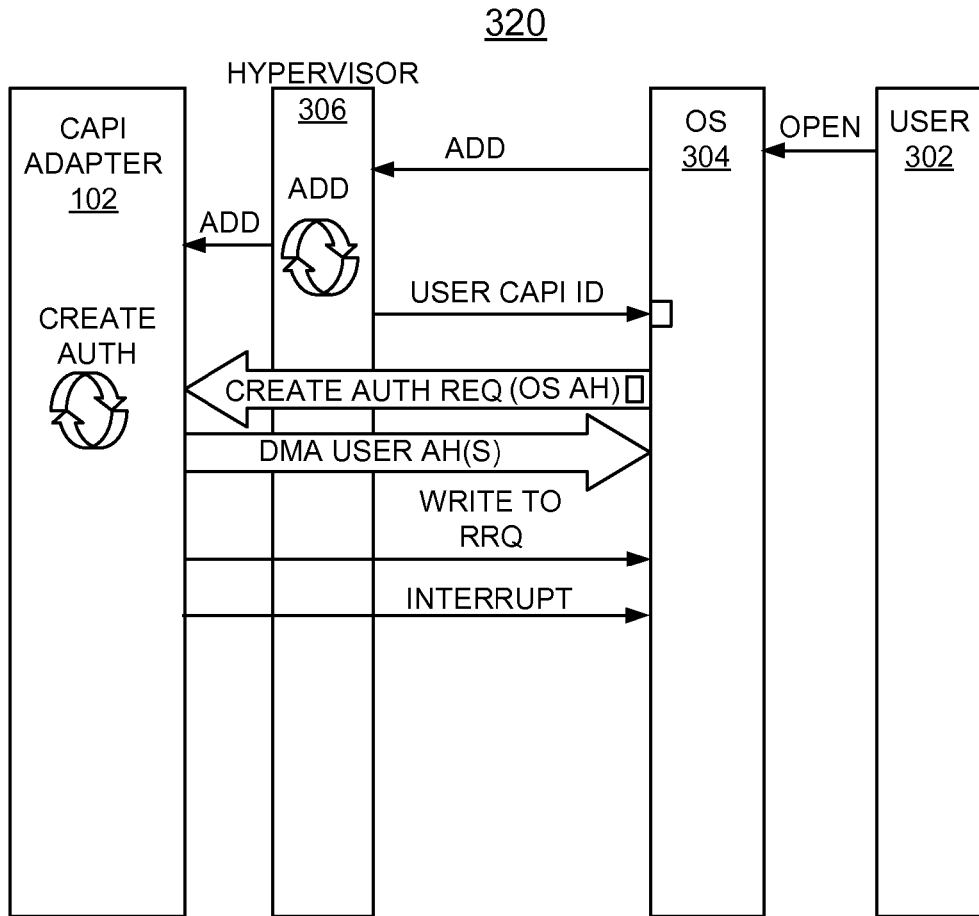 320
HYPERVISOR
306
CAPI
ADAPTER
102
OS
304
OPEN
USER
302
ADD
ADD
ADD
USER CAPI ID
CREATE
AUTH
CREATE AUTH REQ (OS AH)
DMA USER AH(S)
WRITE TO
RRQ
INTERRUPT